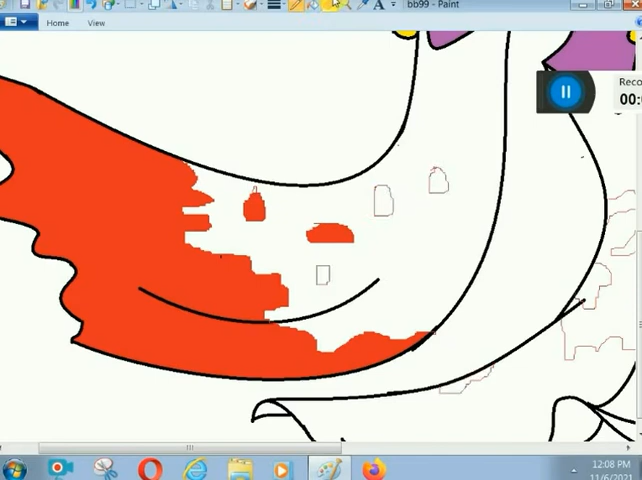 bb99 - Paint
Home View
Reco
00:
12:08 PM
11/6/2021